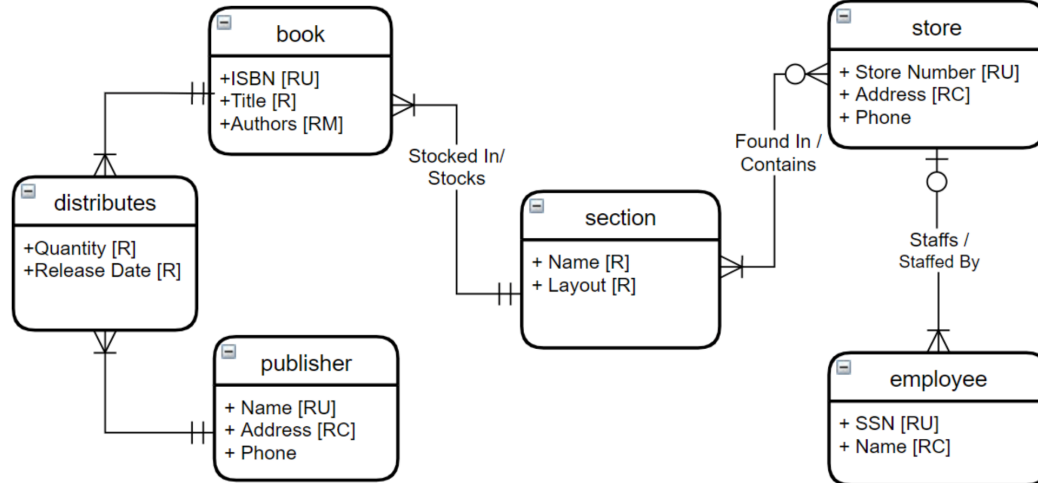 book
+ISBN [RU]
+Title [R]
+Authors [RM]
store
+ Store Number [RU]
+ Address [RC]
+ Phone
Found In /
Contains
Stocked In/
Stocks
distributes
+Quantity [R]
+Release Date [R]
section
+ Name [R]
+ Layout [R]
Staffs /
Staffed By
publisher
+ Name [RU]
+ Address [RC]
+ Phone
employee
+ SSN [RU]
+ Name [RC]